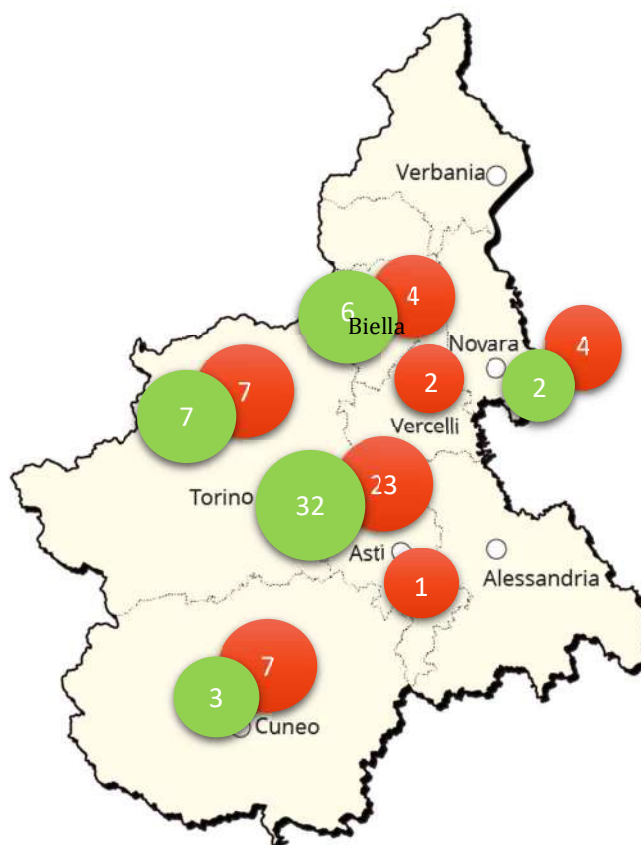 Verbania
6
4
Biella
Novara
4
2
2
7
7
Vercelli
23
Torino
32
Asti
Alessandria
1
7
3
Cuneo